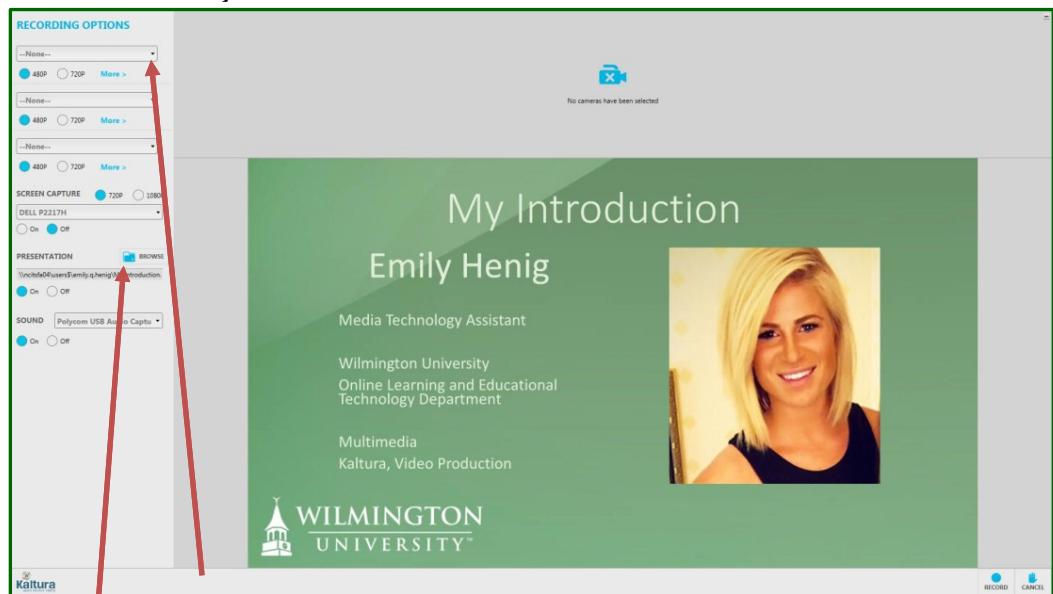 RECORDING OPTIONS
--None--
480P 720P More >
--None--
480P 720P More >
--None--
480P 720P More >
SCREEN CAPTURE 720P 1080
DELL P2217H
On Off
PRESENTATION BROWSE
On Off
SOUND Polycom USB Audio Captu
On Off
No cameras have been selected
My Introduction
Emily Henig
Media Technology Assistant
Wilmington University
Online Learning and Educational
Technology Department
Multimedia
Kaltura, Video Production
WILMINGTON
UNIVERSITY
Kaltura
RECORD CANCEL